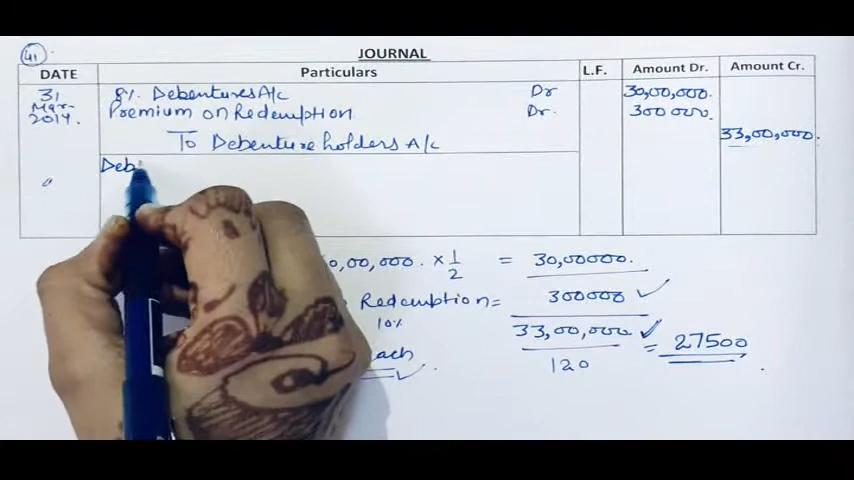 41
JOURNAL
DATE Particulars L.F. Amount Dr. Amount Cr.
31 8%. Debentures A/c Dr 30,00,000.
Mar- Premium on Redemption Dr. 300 000.
2014.
To Debenture holders A/c 33,00,000.
Deb
0,00,000. × 1/2 = 30,00000.
Redemption = 300000
10%
33,00,000 = 27500
each 120